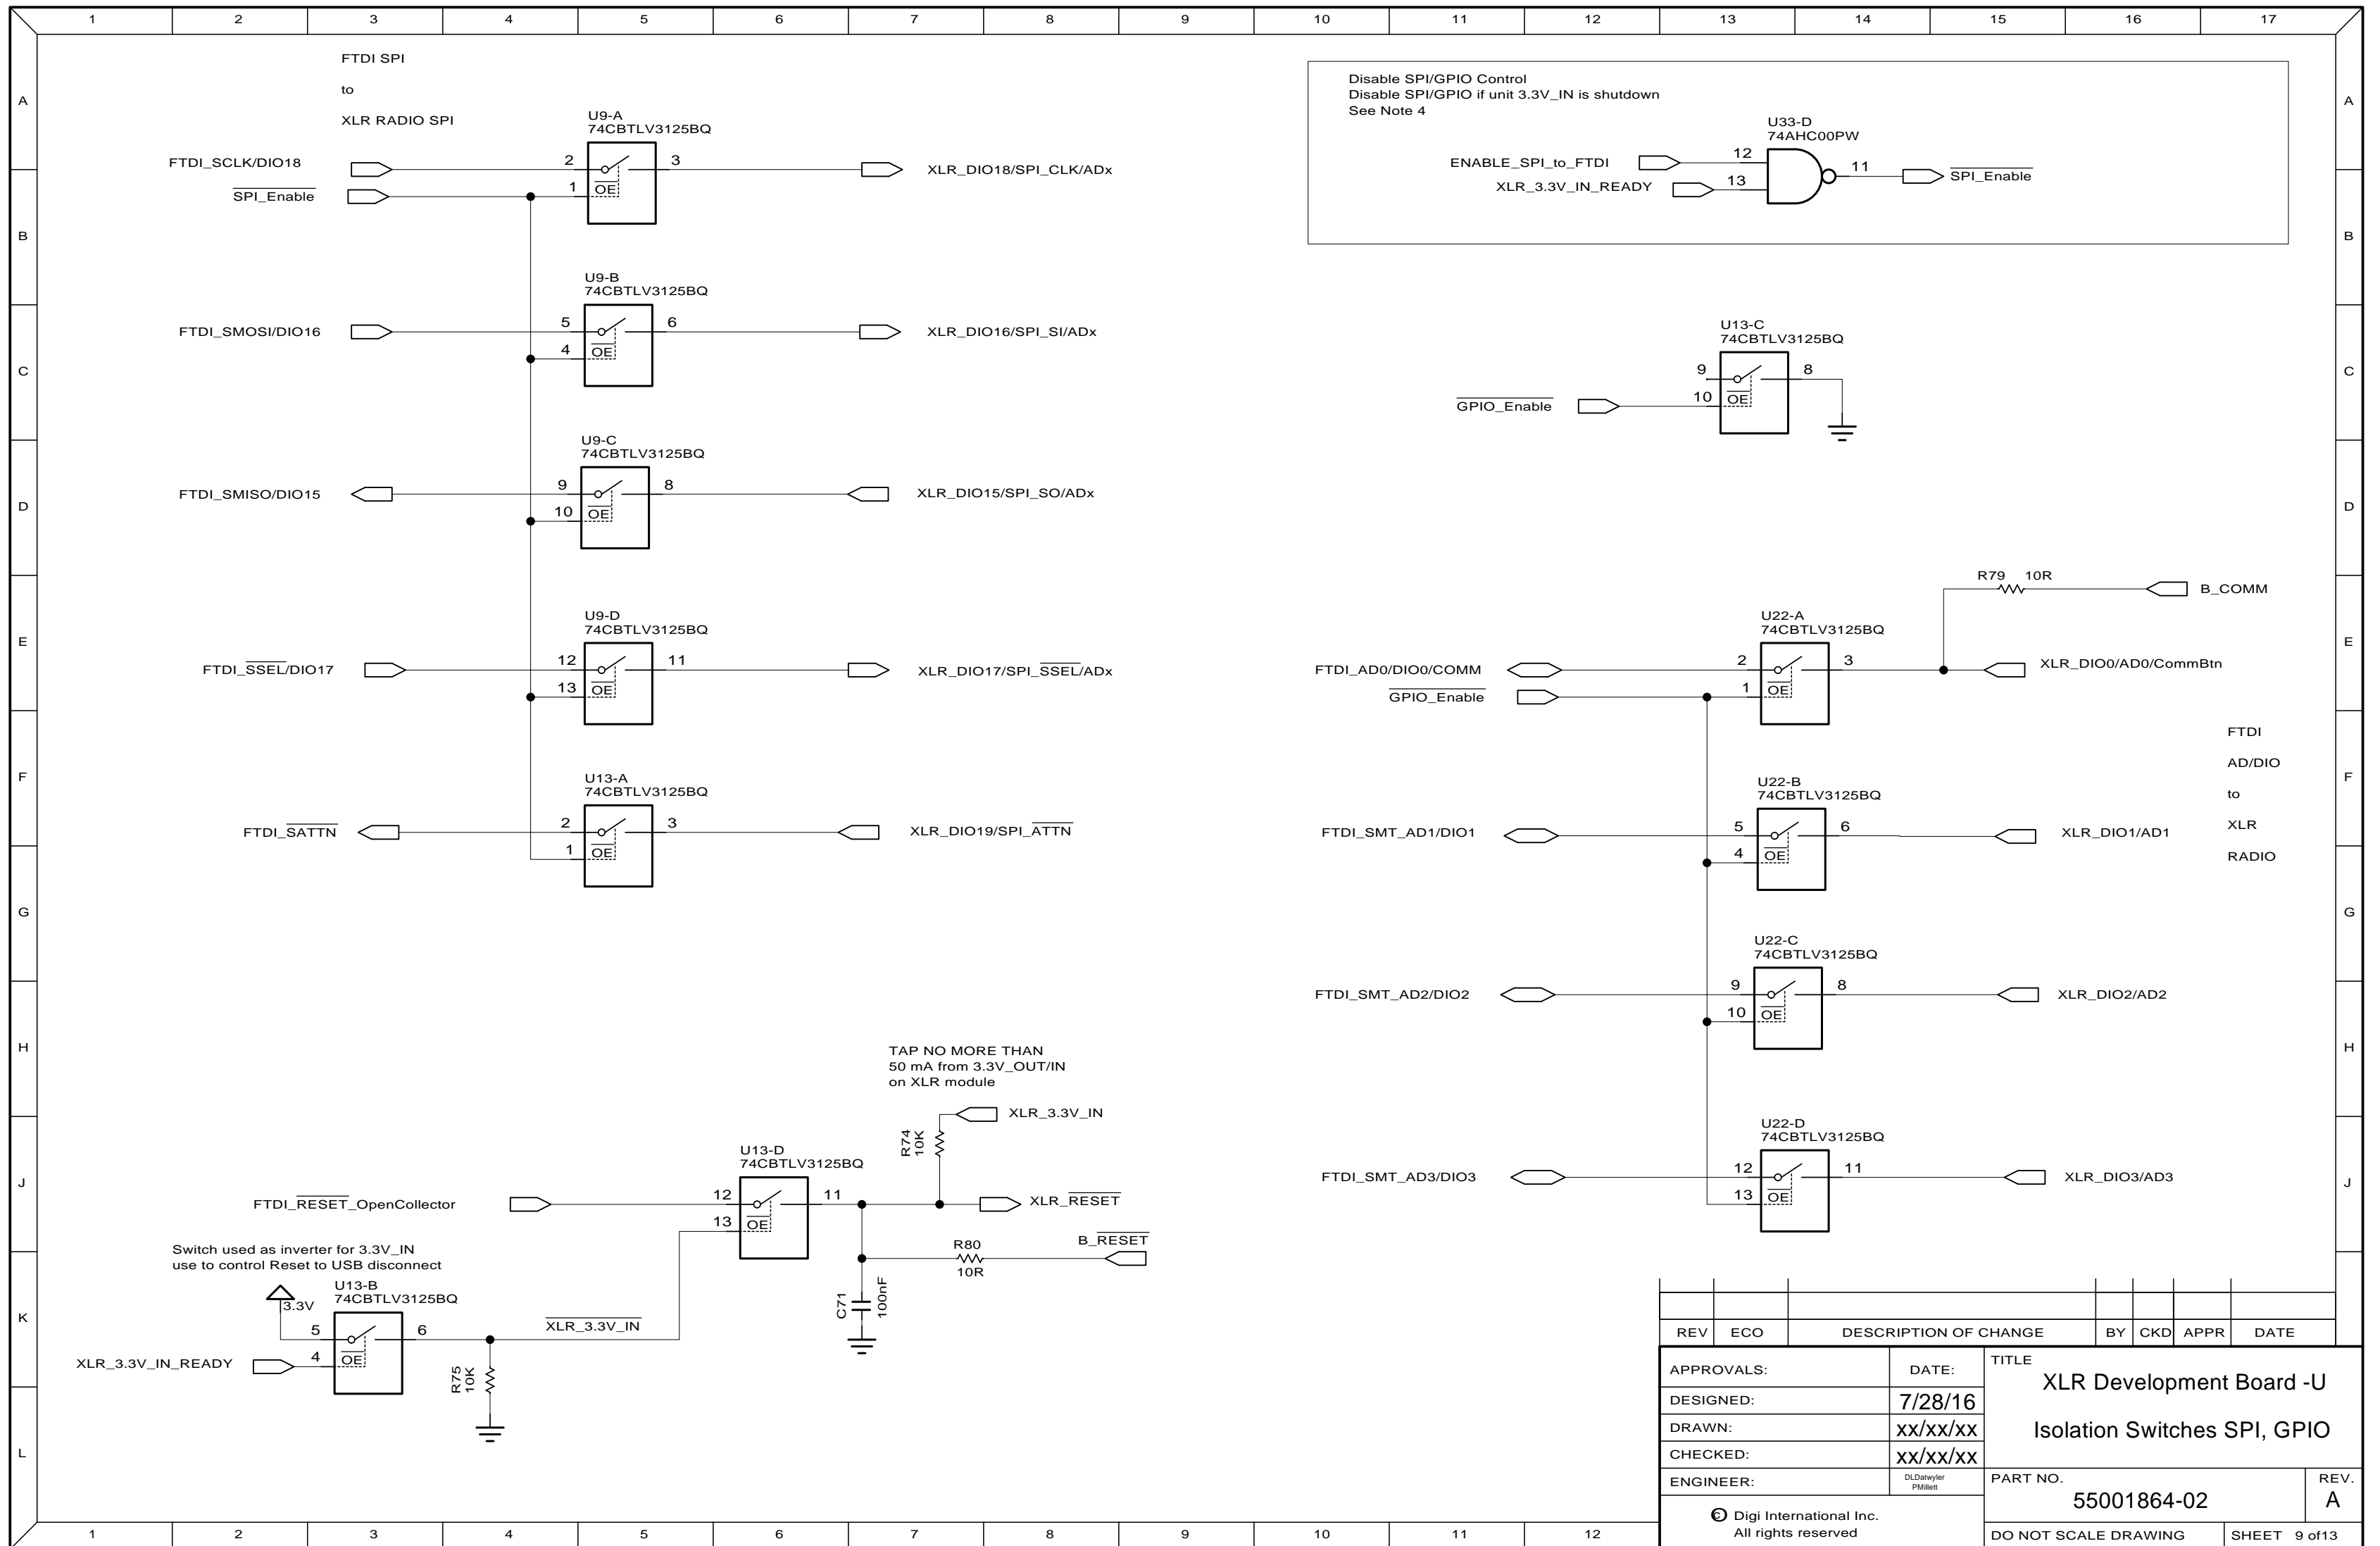 1 2 3 4 5 6 7 8 9 10 11 12 13 14 15 16 17
A
B
C
D
E
F
G
H
J
K
L
FTDI SPI
to
XLR RADIO SPI
U9-A
74CBTLV3125BQ
FTDI_SCLK/DIO18
2
3
XLR_DIO18/SPI_CLK/ADx
SPI_Enable
1
OE
U9-B
74CBTLV3125BQ
FTDI_SMOSI/DIO16
5
6
XLR_DIO16/SPI_SI/ADx
4
OE
U9-C
74CBTLV3125BQ
FTDI_SMISO/DIO15
9
8
XLR_DIO15/SPI_SO/ADx
10
OE
U9-D
74CBTLV3125BQ
FTDI_SSEL/DIO17
12
11
XLR_DIO17/SPI_SSEL/ADx
13
OE
U13-A
74CBTLV3125BQ
FTDI_SATTN
2
3
XLR_DIO19/SPI_ATTN
1
OE
TAP NO MORE THAN
50 mA from 3.3V_OUT/IN
on XLR module
XLR_3.3V_IN
R74
10K
U13-D
74CBTLV3125BQ
FTDI_RESET_OpenCollector
12
11
XLR_RESET
13
OE
B_RESET
R80
10R
C71
100nF
Switch used as inverter for 3.3V_IN
use to control Reset to USB disconnect
U13-B
74CBTLV3125BQ
3.3V
5
6
XLR_3.3V_IN
XLR_3.3V_IN_READY
4
OE
R75
10K
Disable SPI/GPIO Control
Disable SPI/GPIO if unit 3.3V_IN is shutdown
See Note 4
U33-D
74AHC00PW
ENABLE_SPI_to_FTDI
12
11
SPI_Enable
XLR_3.3V_IN_READY
13
U13-C
74CBTLV3125BQ
9
8
GPIO_Enable
10
OE
R79 10R
B_COMM
U22-A
74CBTLV3125BQ
FTDI_AD0/DIO0/COMM
2
3
XLR_DIO0/AD0/CommBtn
GPIO_Enable
1
OE
FTDI
AD/DIO
to
XLR
RADIO
U22-B
74CBTLV3125BQ
FTDI_SMT_AD1/DIO1
5
6
XLR_DIO1/AD1
4
OE
U22-C
74CBTLV3125BQ
FTDI_SMT_AD2/DIO2
9
8
XLR_DIO2/AD2
10
OE
U22-D
74CBTLV3125BQ
FTDI_SMT_AD3/DIO3
12
11
XLR_DIO3/AD3
13
OE
REV ECO DESCRIPTION OF CHANGE BY CKD APPR DATE
APPROVALS: DATE:
DESIGNED: 7/28/16
DRAWN: xx/xx/xx
CHECKED: xx/xx/xx
ENGINEER: DLDatwyler
PMillett
© Digi International Inc.
All rights reserved
TITLE
XLR Development Board -U
Isolation Switches SPI, GPIO
PART NO.
55001864-02
REV.
A
DO NOT SCALE DRAWING
SHEET 9 of13
A
B
C
D
E
F
G
H
J
1 2 3 4 5 6 7 8 9 10 11 12